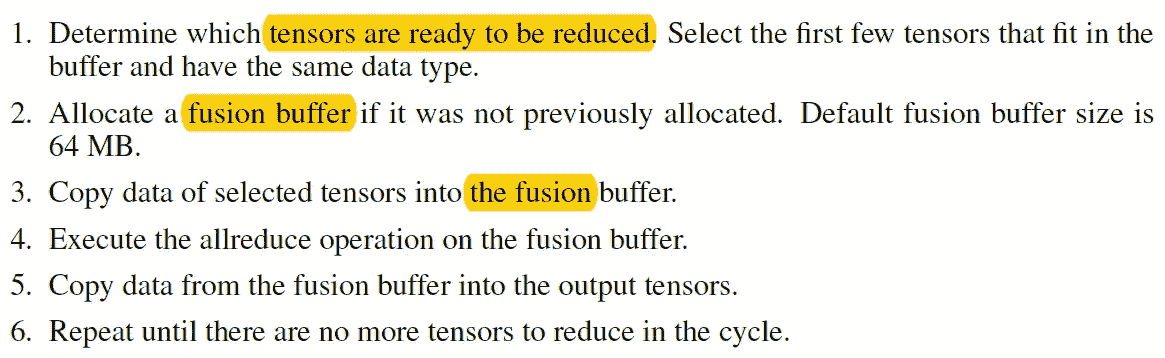 1. Determine which tensors are ready to be reduced. Select the first few tensors that fit in the
buffer and have the same data type.
2. Allocate a fusion buffer if it was not previously allocated. Default fusion buffer size is
64 MB.
3. Copy data of selected tensors into the fusion buffer.
4. Execute the allreduce operation on the fusion buffer.
5. Copy data from the fusion buffer into the output tensors.
6. Repeat until there are no more tensors to reduce in the cycle.